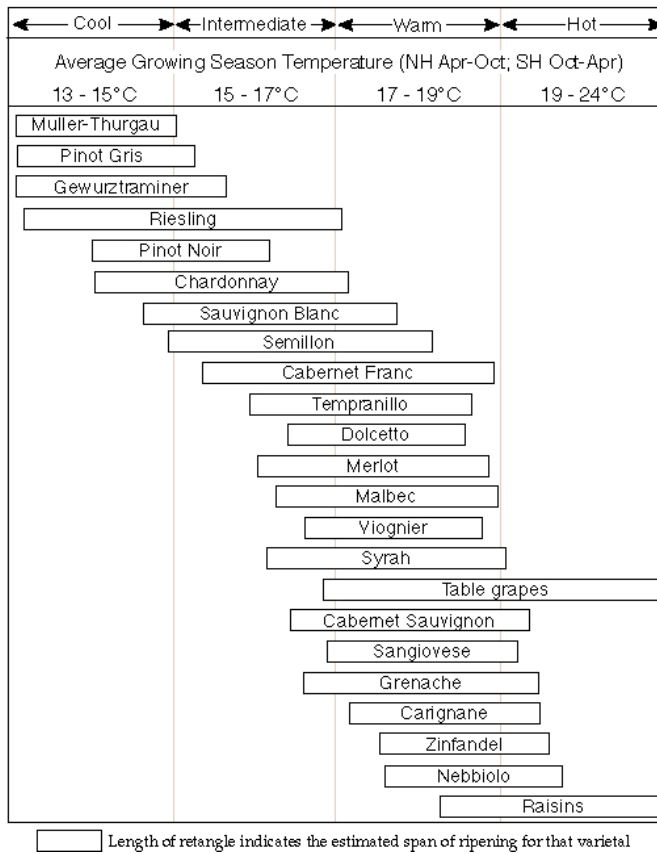 Cool Intermediate Warm Hot
Average Growing Season Temperature (NH Apr-Oct; SH Oct-Apr)
13 - 15°C 15 - 17°C 17 - 19°C 19 - 24°C
Muller-Thurgau
Pinot Gris
Gewurztraminer
Riesling
Pinot Noir
Chardonnay
Sauvignon Blanc
Semillon
Cabernet Franc
Tempranillo
Dolcetto
Merlot
Malbec
Viognier
Syrah
Table grapes
Cabernet Sauvignon
Sangiovese
Grenache
Carignane
Zinfandel
Nebbiolo
Raisins
Length of retangle indicates the estimated span of ripening for that varietal